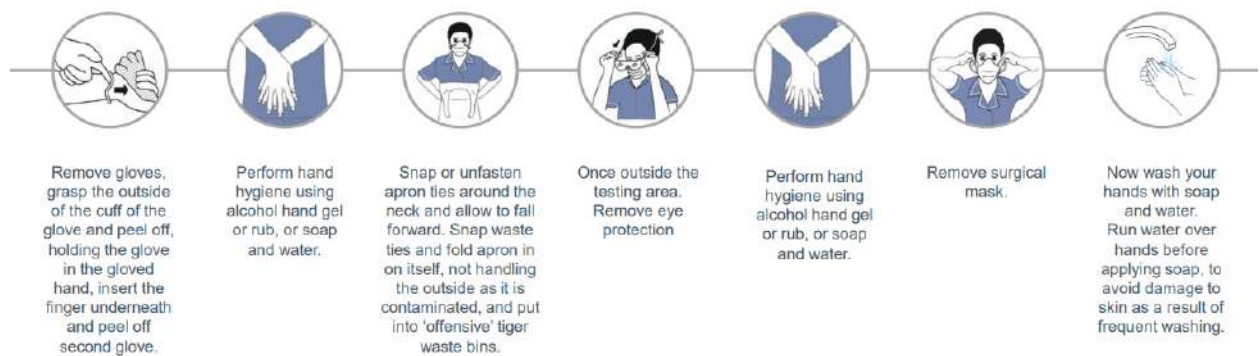 Remove gloves,
grasp the outside
of the cuff of the
glove and peel off,
holding the glove
in the gloved
hand, insert the
finger underneath
and peel off
second glove.
Perform hand
hygiene using
alcohol hand gel
or rub, or soap
and water.
Snap or unfasten
apron ties around the
neck and allow to fall
forward. Snap waste
ties and fold apron in
on itself, not handling
the outside as it is
contaminated, and put
into 'offensive' tiger
waste bins.
Once outside the
testing area.
Remove eye
protection
Perform hand
hygiene using
alcohol hand gel
or rub, or soap
and water.
Remove surgical
mask.
Now wash your
hands with soap
and water.
Run water over
hands before
applying soap, to
avoid damage to
skin as a result of
frequent washing.